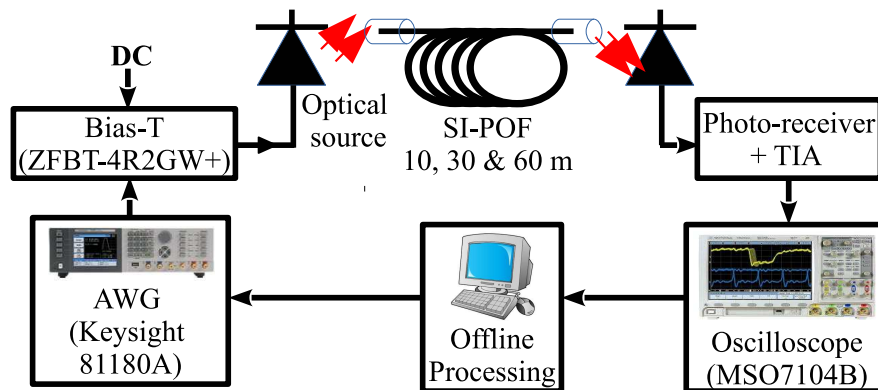 DC
Bias-T
(ZFBT-4R2GW+)
Optical
source
SI-POF
10, 30 & 60 m
Photo-receiver
+ TIA
AWG
(Keysight
81180A)
Offline
Processing
Oscilloscope
(MSO7104B)